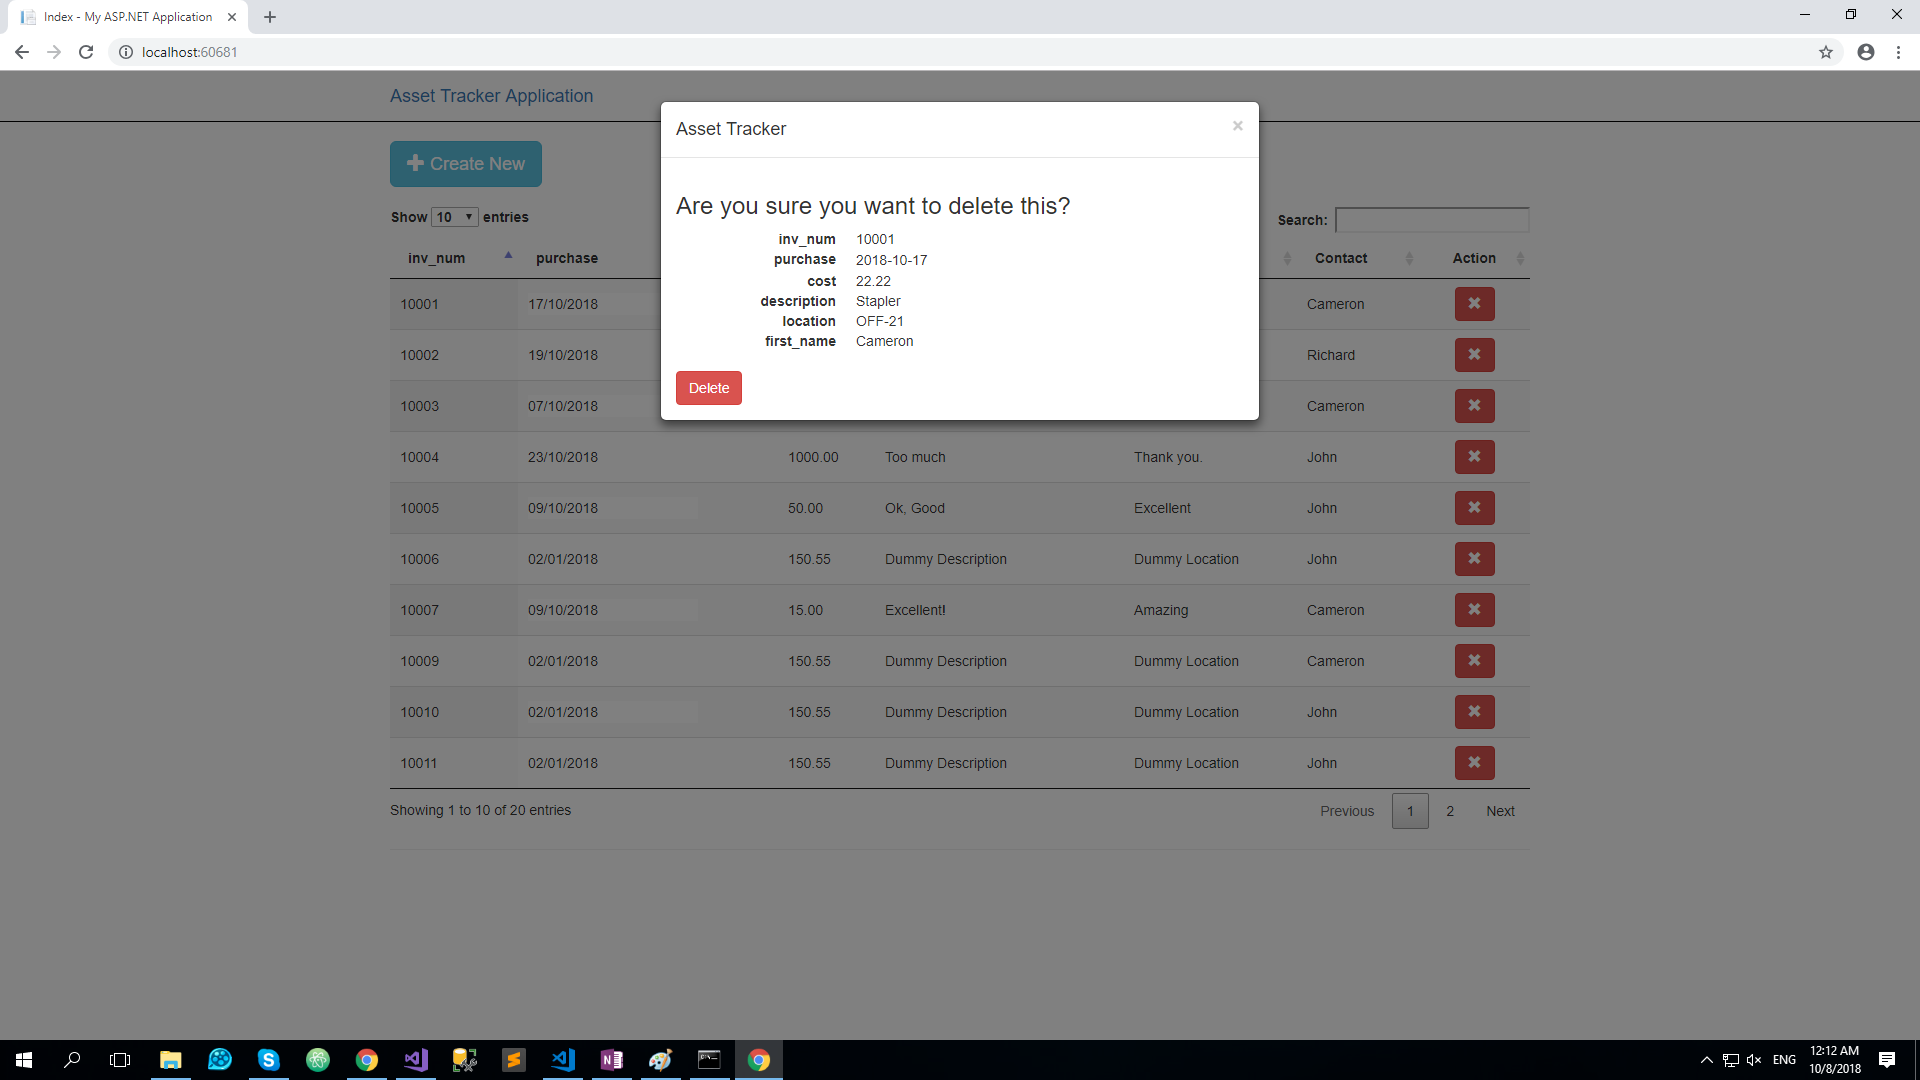 Index - My ASP.NET Application
localhost:60681
Asset Tracker Application
Asset Tracker ×
Create New
Are you sure you want to delete this?
Show 10 entries
Search:
inv_num 10001
purchase 2018-10-17
cost 22.22
description Stapler
location OFF-21
first_name Cameron
Delete
inv_num purchase Contact Action
10001 17/10/2018 Cameron
10002 19/10/2018 Richard
10003 07/10/2018 Cameron
10004 23/10/2018 1000.00 Too much Thank you. John
10005 09/10/2018 50.00 Ok, Good Excellent John
10006 02/01/2018 150.55 Dummy Description Dummy Location John
10007 09/10/2018 15.00 Excellent! Amazing Cameron
10009 02/01/2018 150.55 Dummy Description Dummy Location Cameron
10010 02/01/2018 150.55 Dummy Description Dummy Location John
10011 02/01/2018 150.55 Dummy Description Dummy Location John
Showing 1 to 10 of 20 entries
Previous 1 2 Next
ENG
12:12 AM
10/8/2018